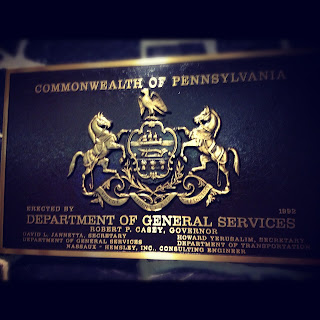 COMMONWEALTH OF PENNSYLVANIA
ERECTED BY 1992
DEPARTMENT OF GENERAL SERVICES
ROBERT P. CASEY, GOVERNOR
DAVID L. JANNETTA, SECRETARY HOWARD YERUSALIM, SECRETARY
DEPARTMENT OF GENERAL SERVICES DEPARTMENT OF TRANSPORTATION
NASSAUX - HEMSLEY, INC., CONSULTING ENGINEER